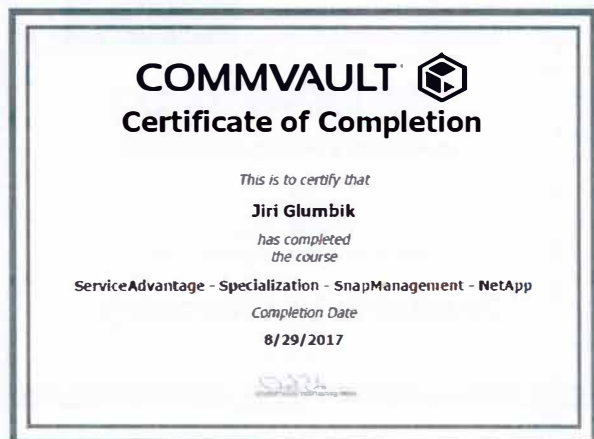 COMMVAULT
Certificate of Completion
This is to certify that
Jiri Glumbik
has completed
the course
ServiceAdvantage - Specialization - SnapManagement - NetApp
Completion Date
8/29/2017